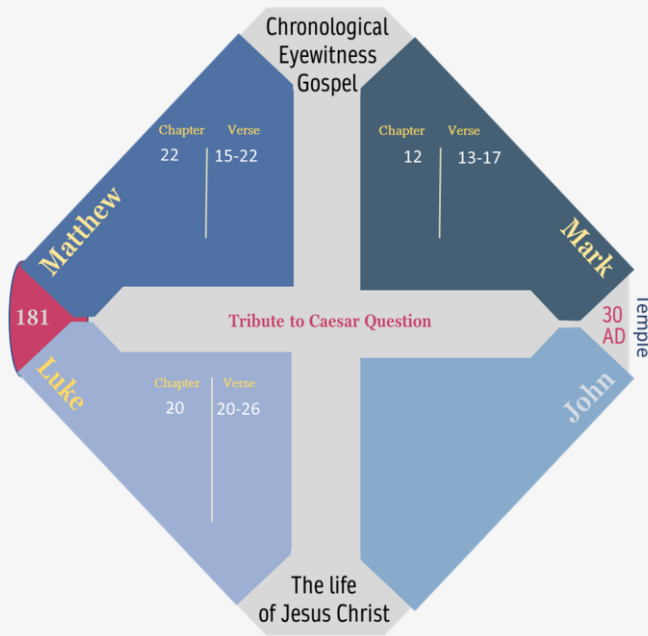 Chronological
Eyewitness
Gospel
Chapter Verse
22 15-22
Matthew
Chapter Verse
12 13-17
Mark
181
Tribute to Caesar Question
30
AD
Temple
Luke
Chapter Verse
20 20-26
John
The life
of Jesus Christ